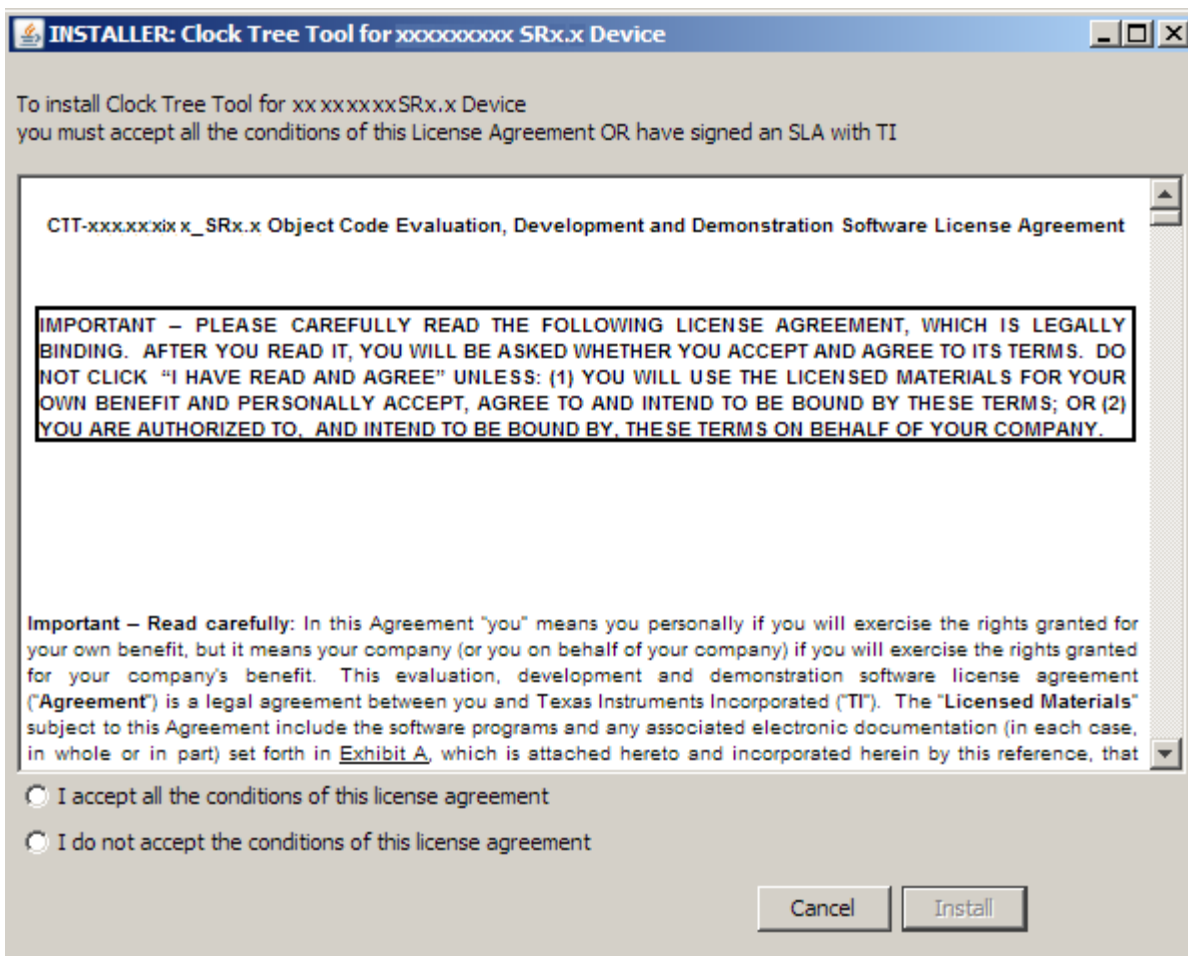 INSTALLER: Clock Tree Tool for xxxxxxxxx SRx.x Device
To install Clock Tree Tool for xx xxxxxxx SRx.x Device
you must accept all the conditions of this License Agreement OR have signed an SLA with TI
CTT-xxx.xx:xix x_SRx.x Object Code Evaluation, Development and Demonstration Software License Agreement
IMPORTANT – PLEASE CAREFULLY READ THE FOLLOWING LICENSE AGREEMENT, WHICH IS LEGALLY
BINDING. AFTER YOU READ IT, YOU WILL BE ASKED WHETHER YOU ACCEPT AND AGREE TO ITS TERMS. DO
NOT CLICK “I HAVE READ AND AGREE” UNLESS: (1) YOU WILL USE THE LICENSED MATERIALS FOR YOUR
OWN BENEFIT AND PERSONALLY ACCEPT, AGREE TO AND INTEND TO BE BOUND BY THESE TERMS; OR (2)
YOU ARE AUTHORIZED TO, AND INTEND TO BE BOUND BY, THESE TERMS ON BEHALF OF YOUR COMPANY.
Important – Read carefully: In this Agreement "you" means you personally if you will exercise the rights granted for
your own benefit, but it means your company (or you on behalf of your company) if you will exercise the rights granted
for your company's benefit. This evaluation, development and demonstration software license agreement
("Agreement") is a legal agreement between you and Texas Instruments Incorporated ("TI"). The "Licensed Materials"
subject to this Agreement include the software programs and any associated electronic documentation (in each case,
in whole or in part) set forth in Exhibit A, which is attached hereto and incorporated herein by this reference, that
I accept all the conditions of this license agreement
I do not accept the conditions of this license agreement
Cancel Install